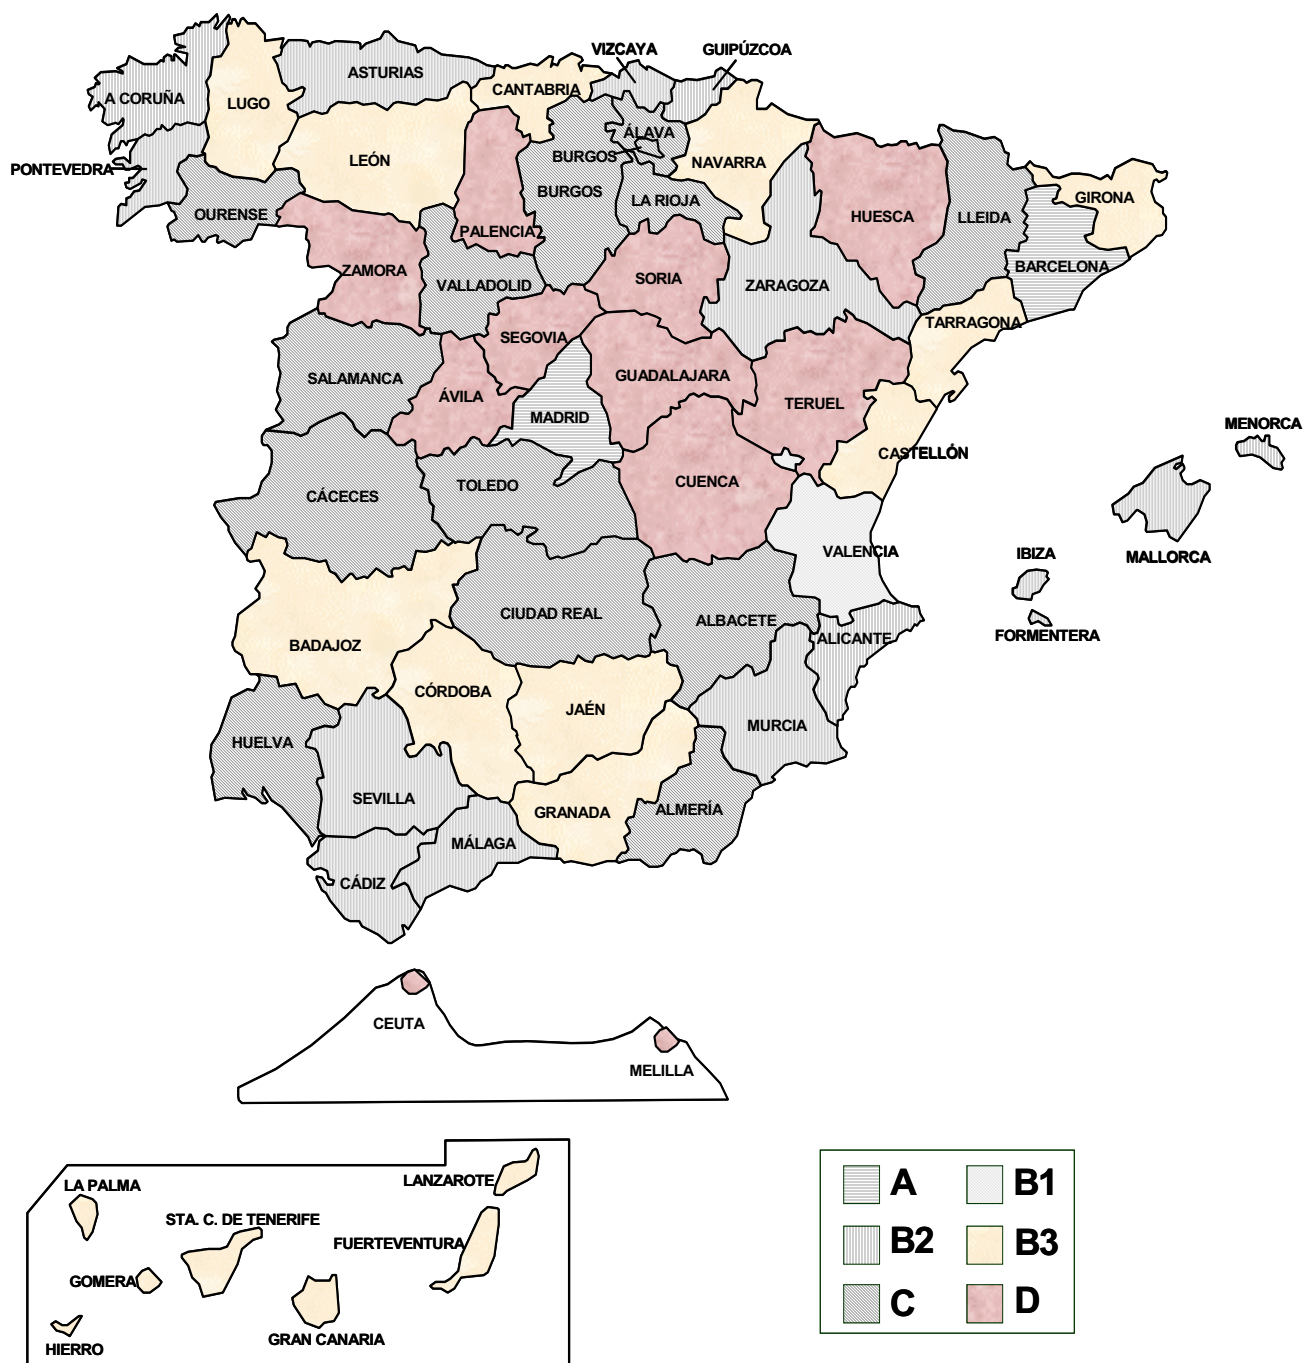 VIZCAYA
GUIPÚZCOA
ASTURIAS
CANTABRIA
A CORUÑA
LUGO
ÁLAVA
LEÓN
BURGOS
NAVARRA
PONTEVEDRA
BURGOS
LA RIOJA
GIRONA
OURENSE
PALENCIA
HUESCA
LLEIDA
ZAMORA
VALLADOLID
SORIA
ZARAGOZA
BARCELONA
SEGOVIA
TARRAGONA
SALAMANCA
ÁVILA
GUADALAJARA
MADRID
TERUEL
MENORCA
CASTELLÓN
CÁCECES
TOLEDO
CUENCA
VALENCIA
IBIZA
MALLORCA
CIUDAD REAL
ALBACETE
ALICANTE
FORMENTERA
BADAJOZ
CÓRDOBA
JAÉN
MURCIA
HUELVA
SEVILLA
GRANADA
ALMERÍA
MÁLAGA
CÁDIZ
CEUTA
MELILLA
LANZAROTE
LA PALMA
STA. C. DE TENERIFE
FUERTEVENTURA
GOMERA
GRAN CANARIA
HIERRO
A B1
B2 B3
C D